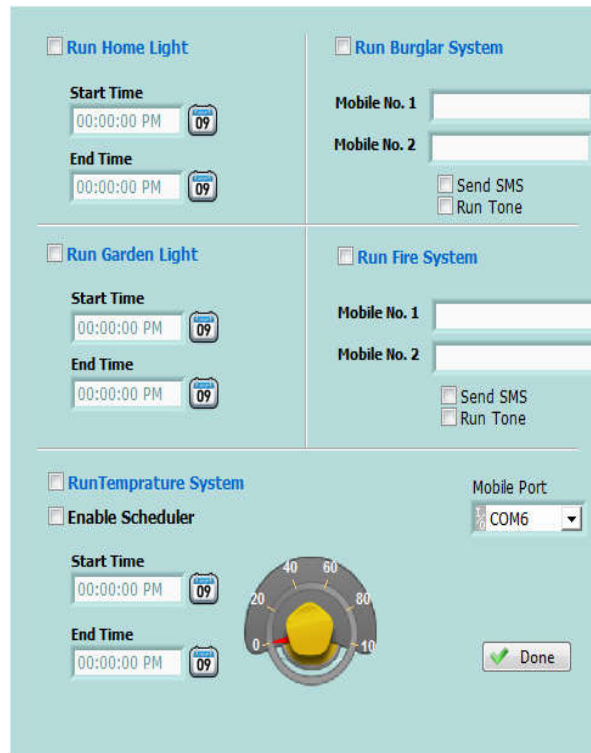 Run Home Light
Start Time
00:00:00 PM
09
End Time
00:00:00 PM
09
Run Burglar System
Mobile No. 1
Mobile No. 2
Send SMS
Run Tone
Run Garden Light
Start Time
00:00:00 PM
09
End Time
00:00:00 PM
09
Run Fire System
Mobile No. 1
Mobile No. 2
Send SMS
Run Tone
RunTemprature System
Enable Scheduler
Start Time
00:00:00 PM
09
End Time
00:00:00 PM
09
0
20
40
60
80
10
Mobile Port
I/O COM6
Done